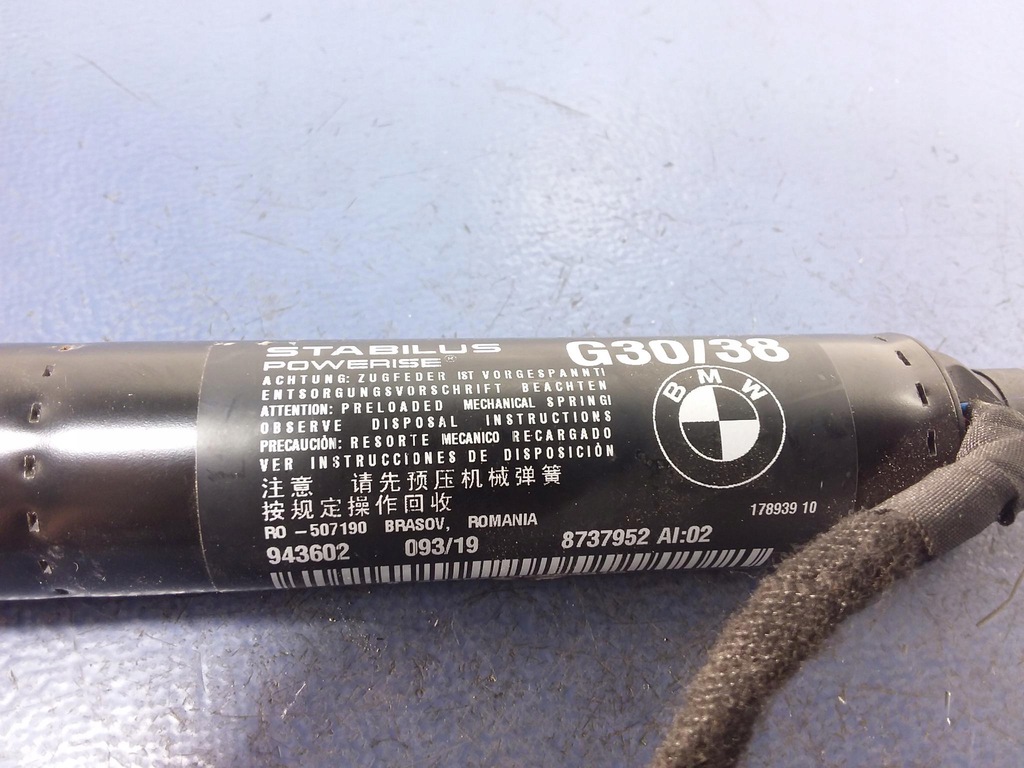 STABILUS
POWERISE®
G30/38
ACHTUNG: ZUGFEDER IST VORGESPANNT!
ENTSORGUNGSVORSCHRIFT BEACHTEN
ATTENTION: PRELOADED MECHANICAL SPRING!
OBSERVE DISPOSAL INSTRUCTIONS
PRECAUCIÓN: RESORTE MECANICO RECARGADO
VER INSTRUCCIONES DE DISPOSICIÓN
注意 请先预压机械弹簧
按规定操作回收
BMW
178939 10
RO -507190 BRASOV, ROMANIA
943602 093/19 8737952 AI:02